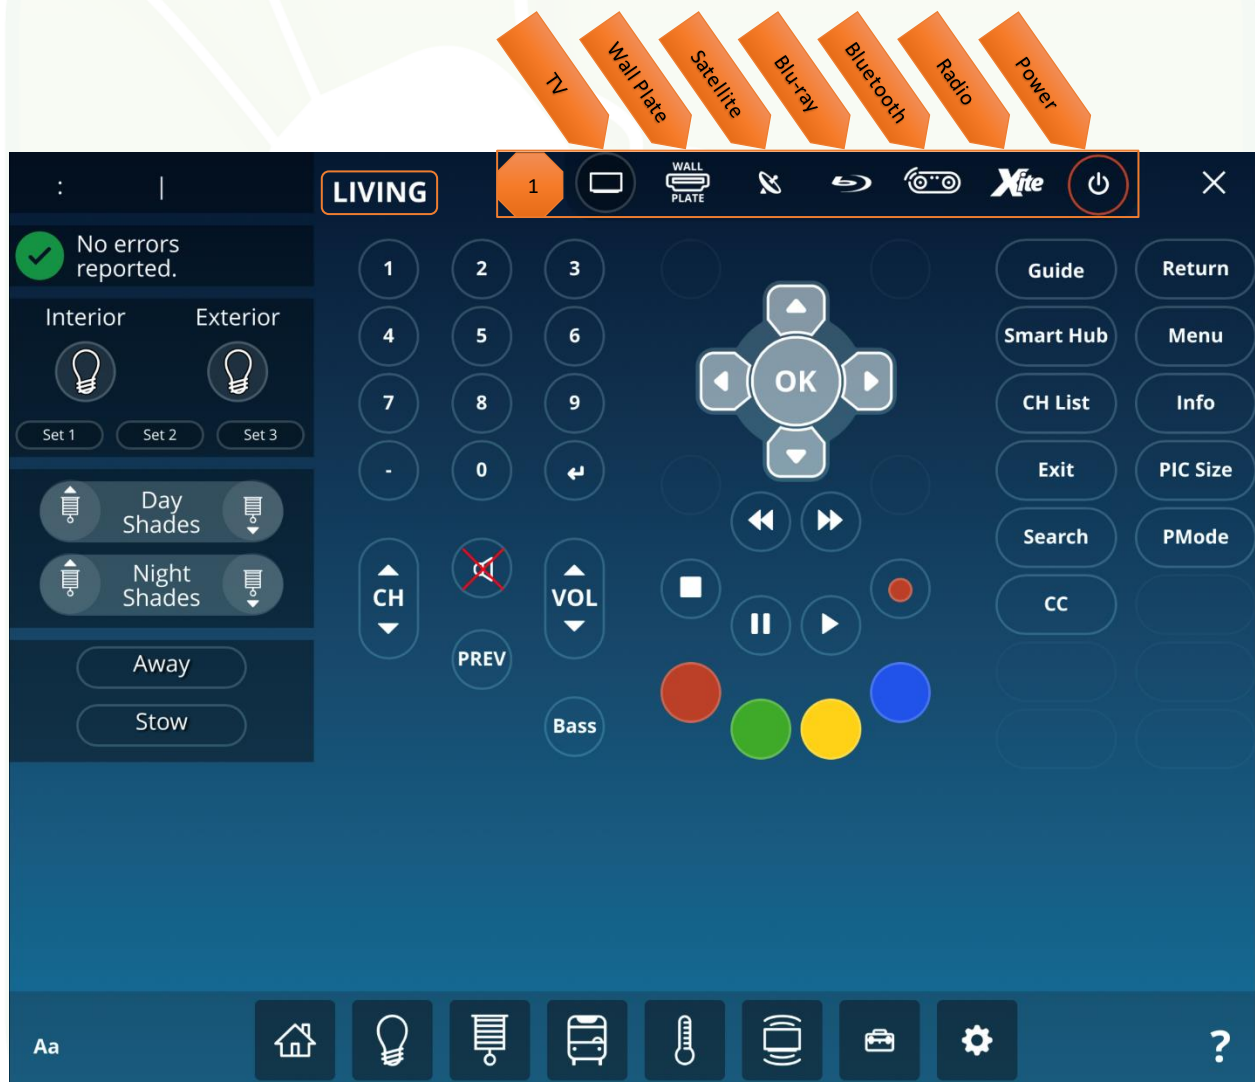 TV
Wall Plate
Satellite
Blu-ray
Bluetooth
Radio
Power
: |
LIVING
1
WALL
PLATE
Xite
No errors
reported.
Interior Exterior
Set 1 Set 2 Set 3
Day
Shades
Night
Shades
Away
Stow
1 2 3
4 5 6
7 8 9
- 0
CH
VOL
PREV
Bass
OK
Guide Return
Smart Hub Menu
CH List Info
Exit PIC Size
Search PMode
CC
Aa
?